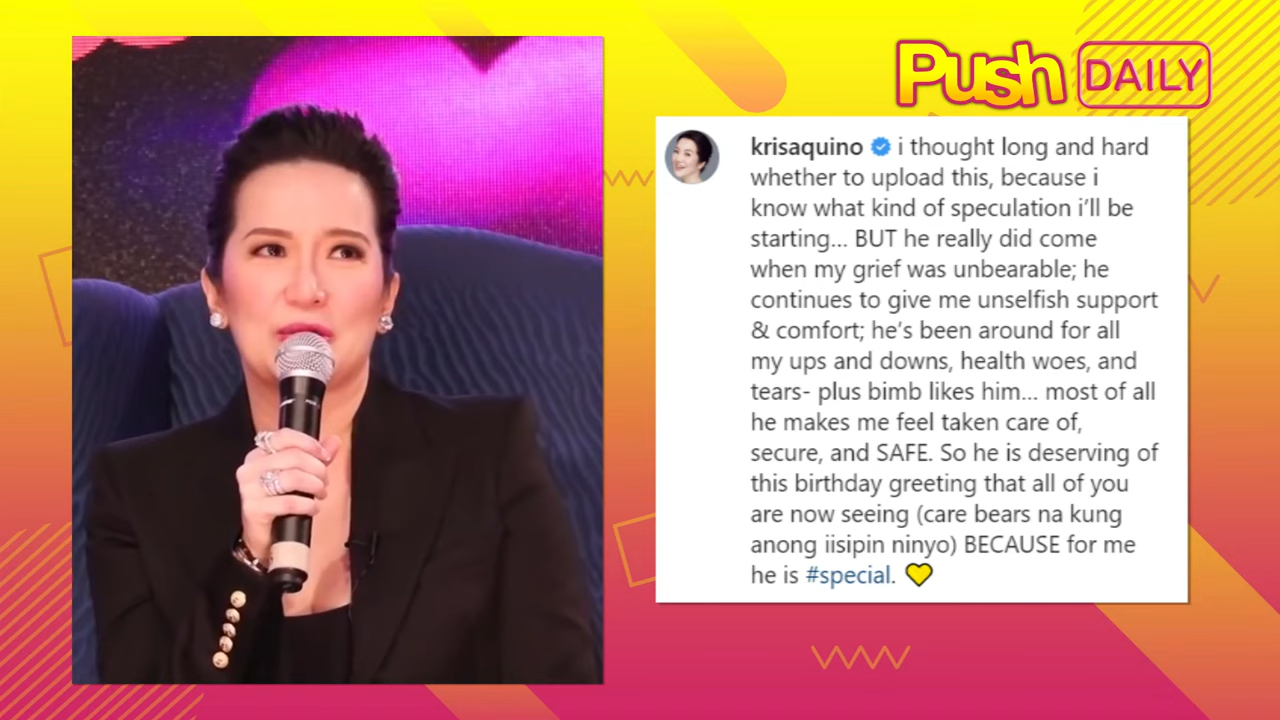 Push DAILY
krisaquino i thought long and hard
whether to upload this, because i
know what kind of speculation i'll be
starting... BUT he really did come
when my grief was unbearable; he
continues to give me unselfish support
& comfort; he's been around for all
my ups and downs, health woes, and
tears- plus bimb likes him... most of all
he makes me feel taken care of,
secure, and SAFE. So he is deserving of
this birthday greeting that all of you
are now seeing (care bears na kung
anong iisipin ninyo) BECAUSE for me
he is #special. 💛